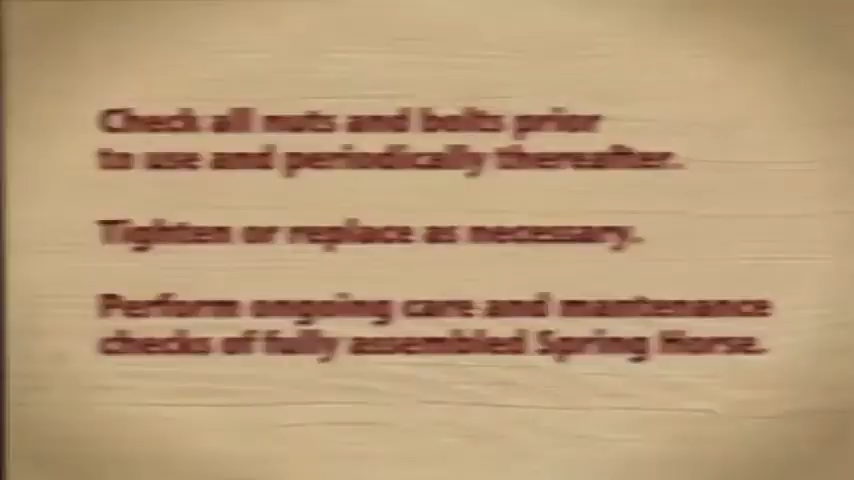 Check all nuts and bolts prior
to use and periodically thereafter.
Tighten or replace as necessary.
Perform ongoing care and mantenance
checks of fully assembled Spring Horse.